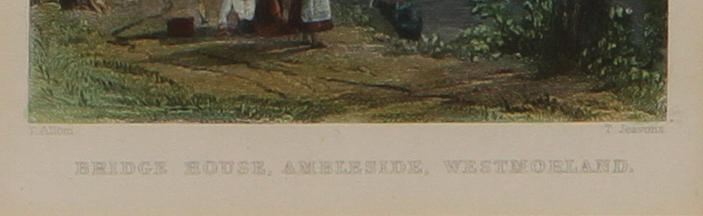 T. Allom T. Jeavons
BRIDGE HOUSE, AMBLESIDE, WESTMORLAND.